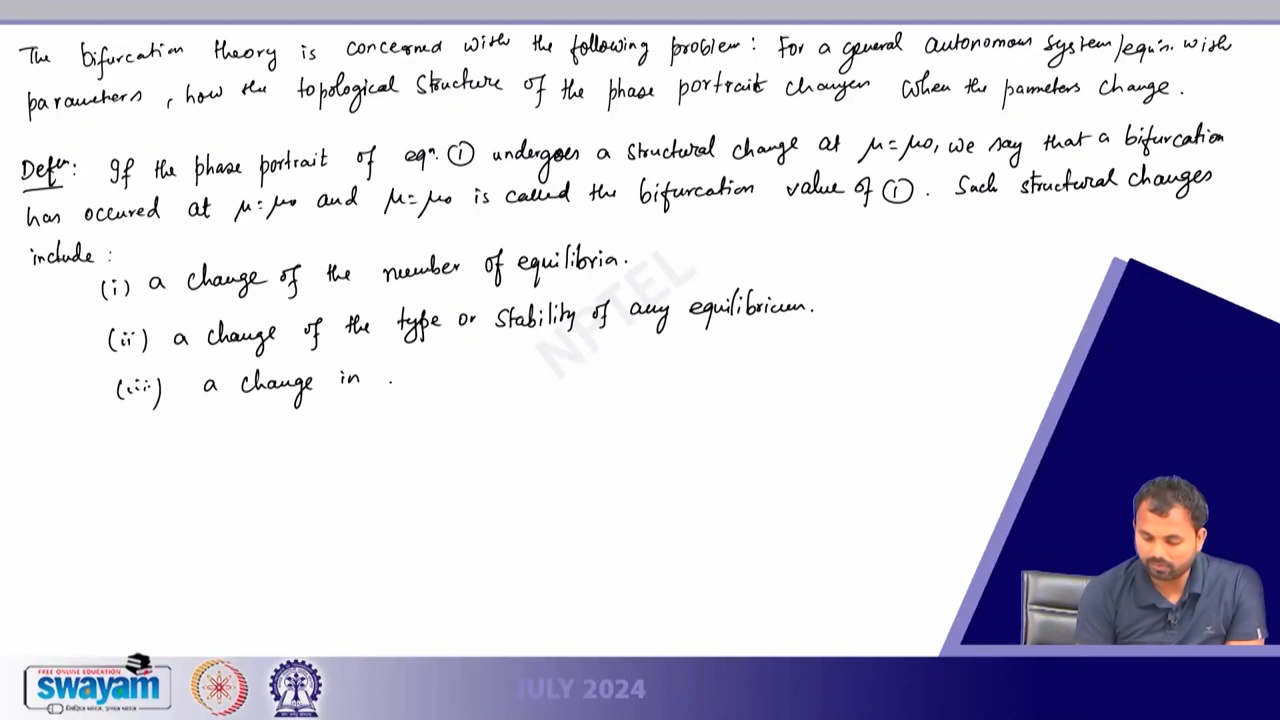 The bifurcation theory is concerned with the following problem: For a general autonomous system/eqn. with
parameters, how the topological structure of the phase portrait changes when the pameters change.
Defn: If the phase portrait of eqn. ① undergoes a structural change at μ=μ0, we say that a bifurcation
has occured at μ=μ0 and μ=μ0 is called the bifurcation value of ①. Such structural changes
include :
(i) a change of the number of equilibria.
(ii) a change of the type or stability of any equilibrium.
(iii) a change in .
NPTEL
FREE ONLINE EDUCATION
swayam
JULY 2024